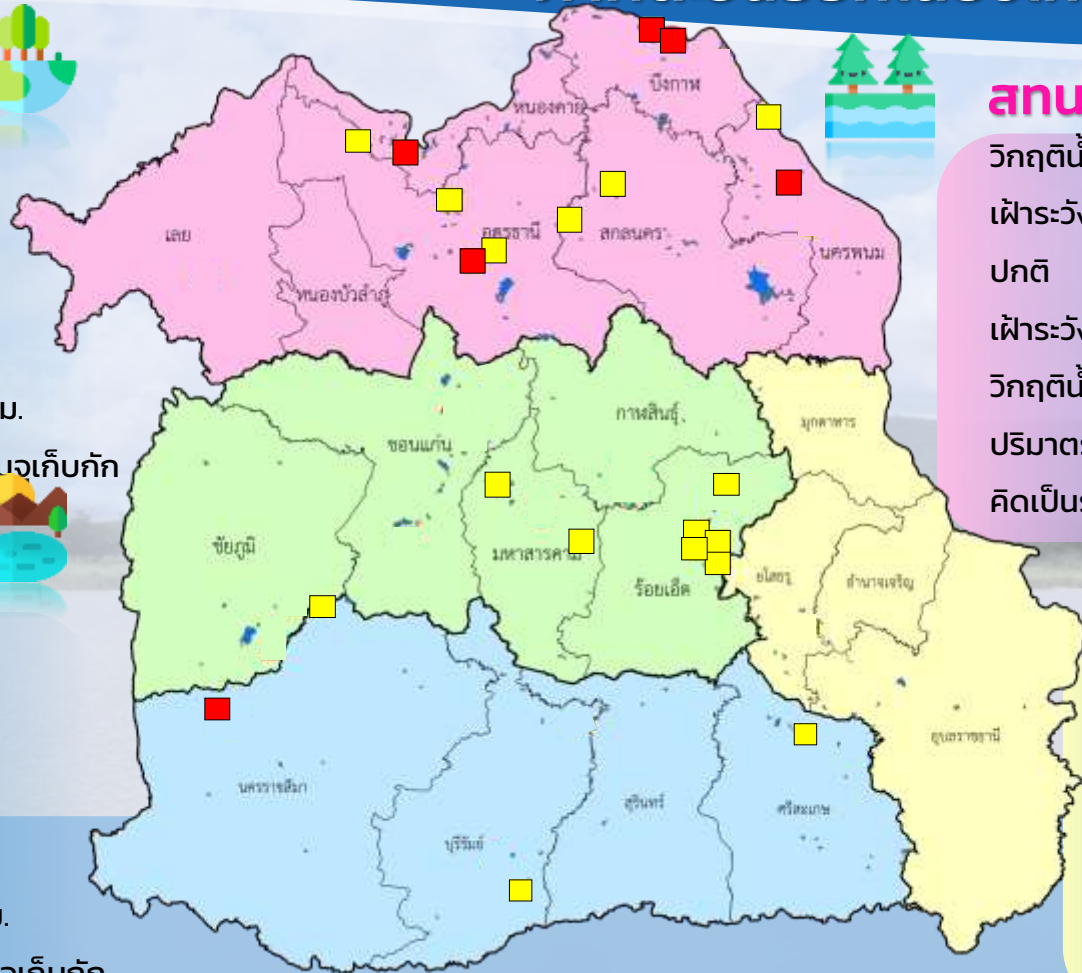 บึงกาฬ
สทน
หนองคาย
วิกฤติน้ำ
เฝ้าระวัง
เลย
อุดรธานี
สกลนคร
นครพนม
ปกติ
หนองบัวลำภู
เฝ้าระวัง
วิกฤติน้ำ
ม.
กาฬสินธุ์
มุกดาหาร
ขอนแก่น
ปริมาตร
จุเก็บกัก
คิดเป็นร
ชัยภูมิ
มหาสารคาม
ร้อยเอ็ด
ยโสธร
อำนาจเจริญ
อุบลราชธานี
นครราชสีมา
สุรินทร์
ศรีสะเกษ
บุรีรัมย์